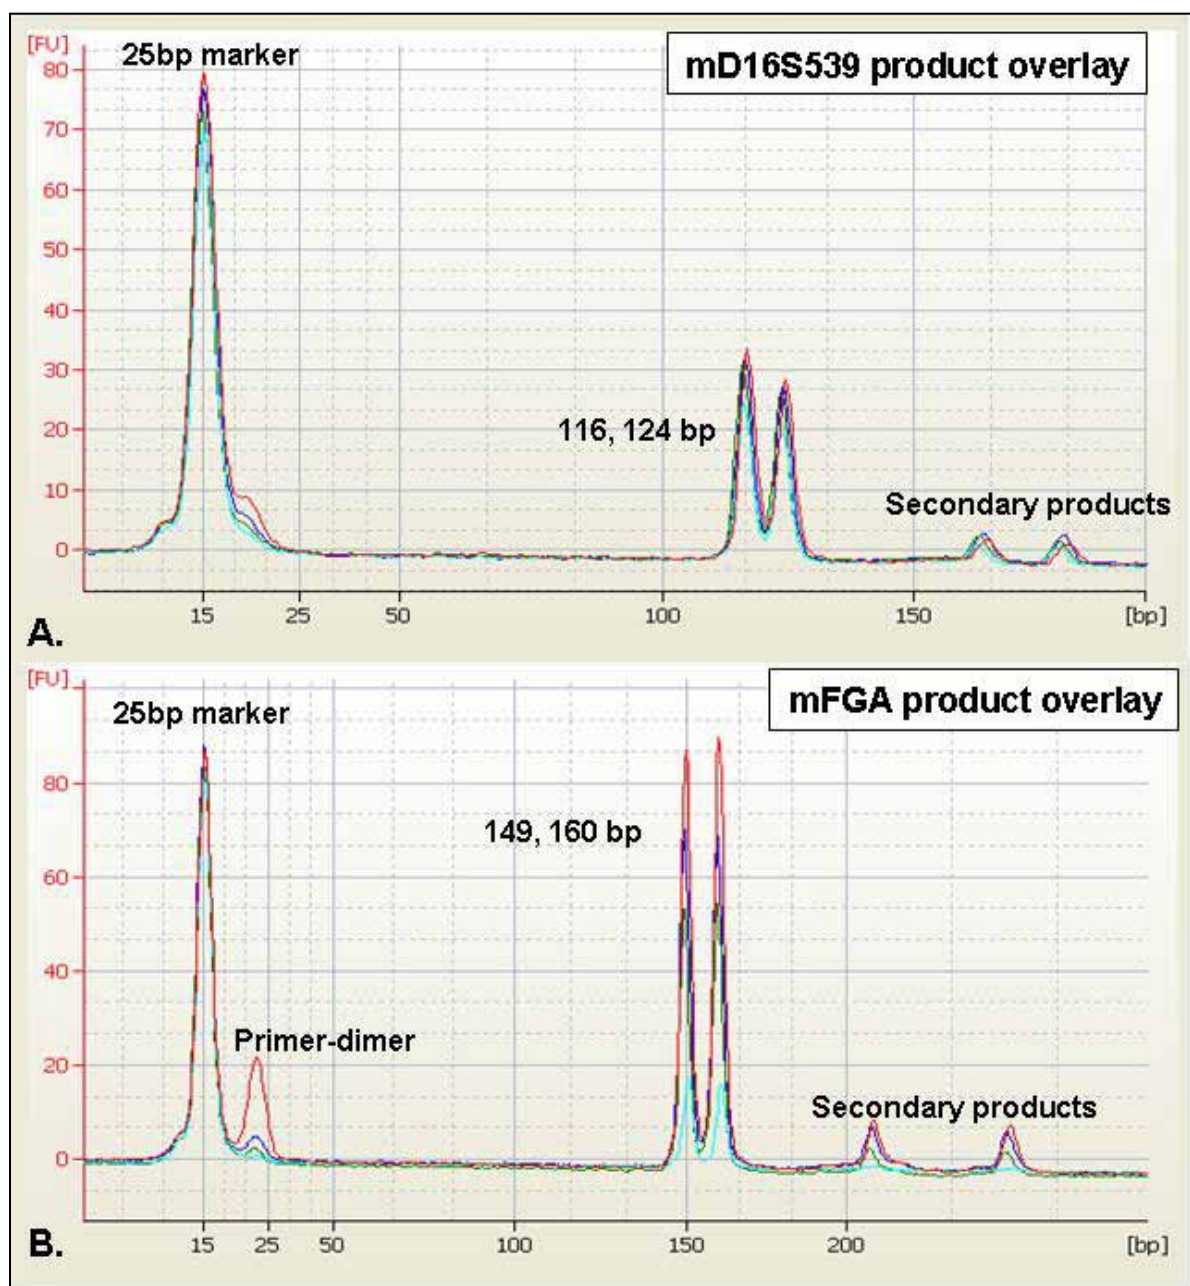 [FU]
25bp marker
mD16S539 product overlay
80
70
60
50
40
30
20
10
0
116, 124 bp
Secondary products
15 25 50 100 150 [bp]
A.
[FU]
25bp marker
mFGA product overlay
80
60
40
20
0
149, 160 bp
Primer-dimer
Secondary products
15 25 50 100 150 200 [bp]
B.